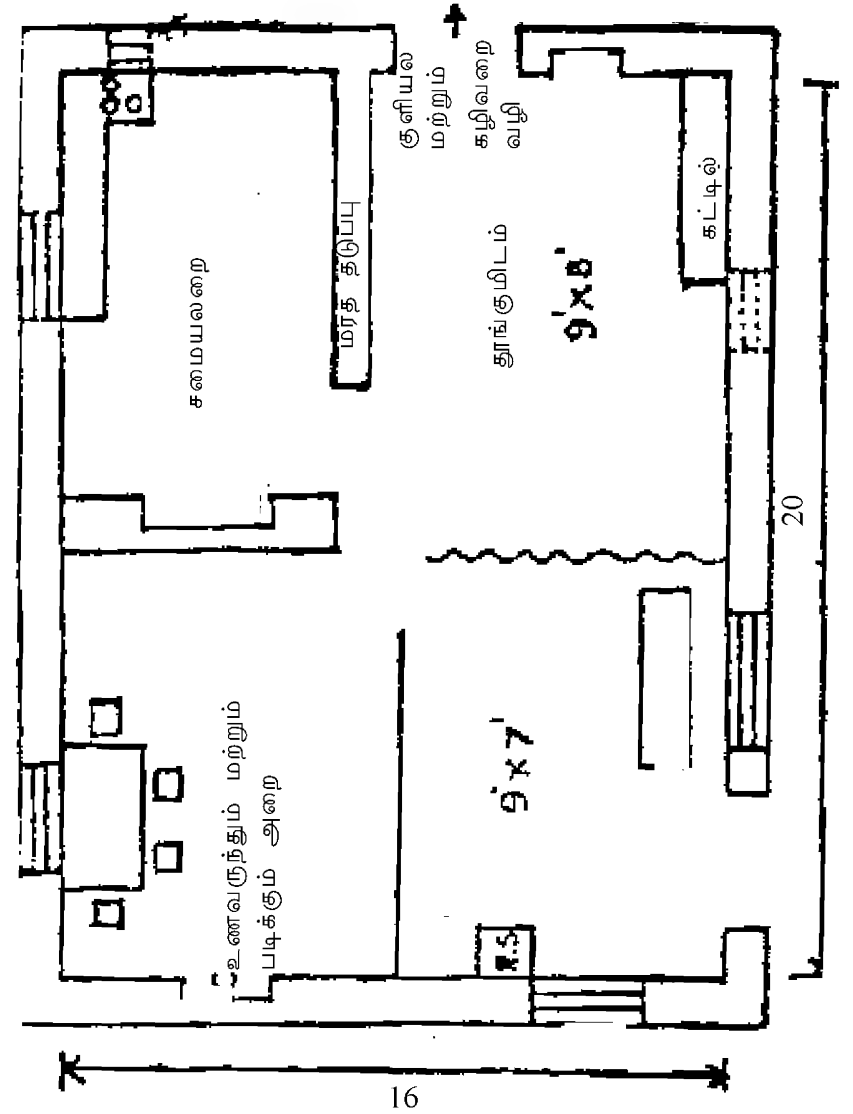 குளியல்
மற்றும்
கழிவறை
வழி
கட்டில்
மரத தடுப்பு
தூங்குமிடம்
9'x8'
சமையலறை
20
உணவருந்தும் மற்றும்
படிக்கும் அறை
9'x7'
16